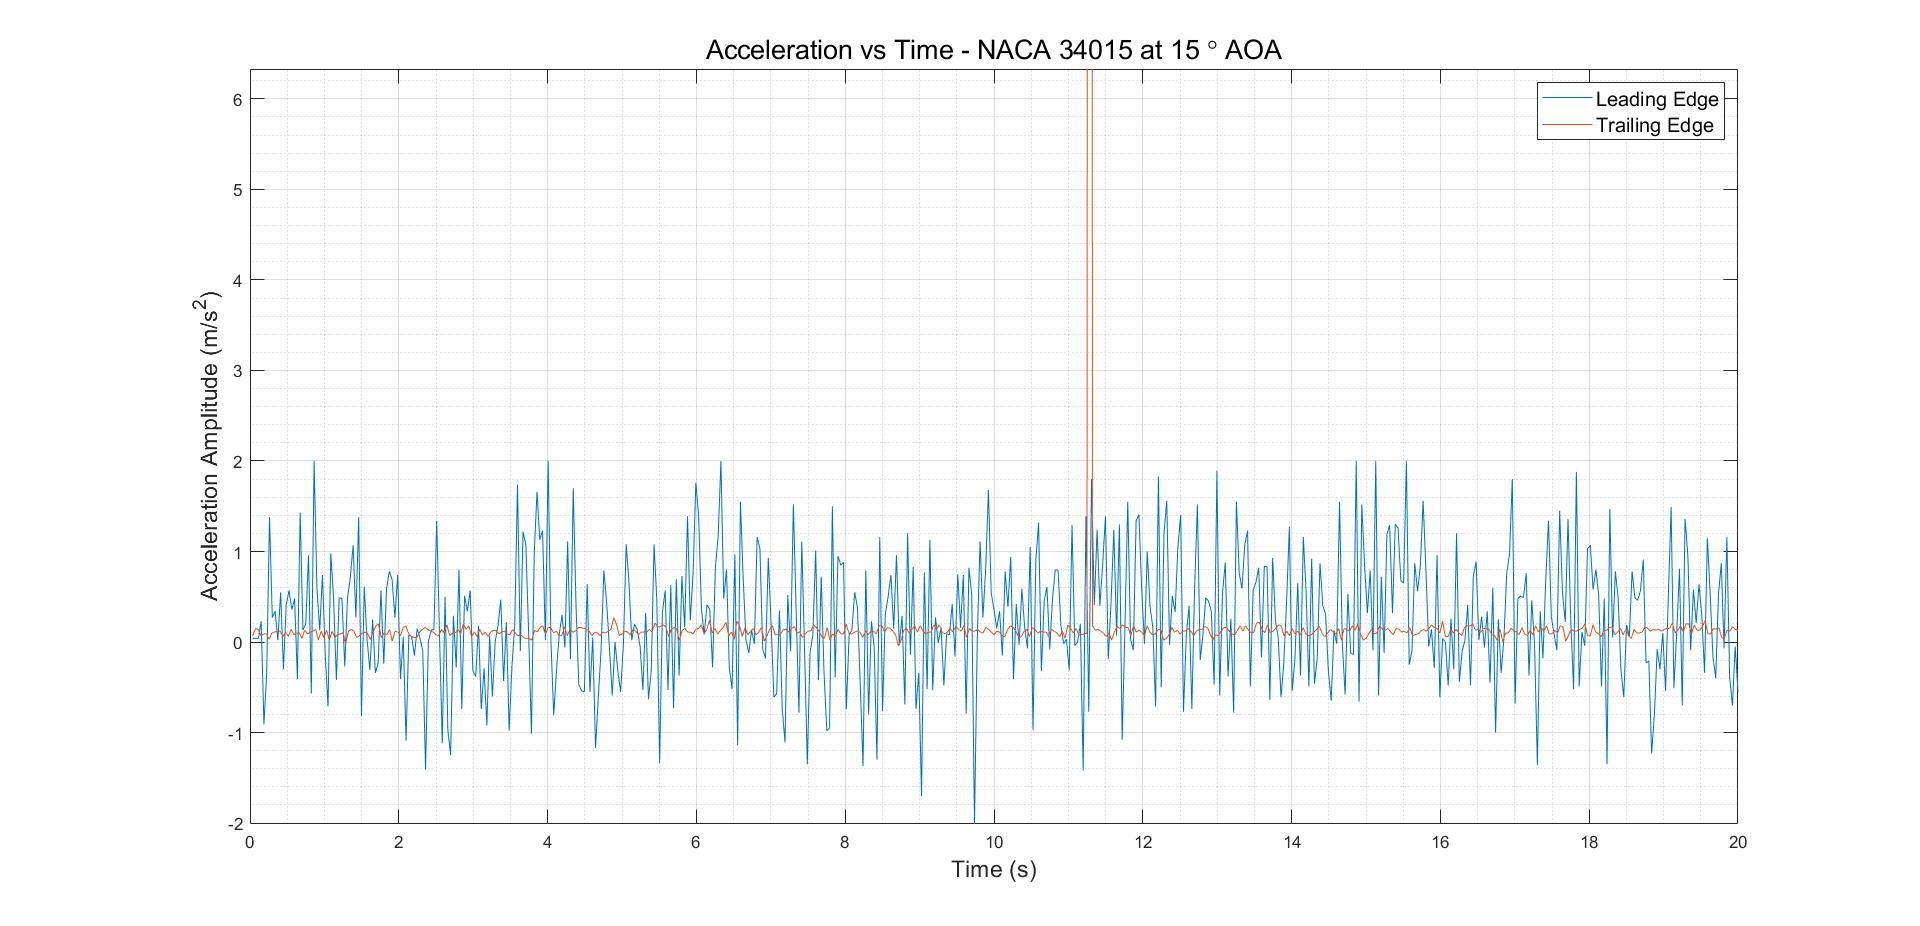 Acceleration vs Time - NACA 34015 at 15 ° AOA
Leading Edge
Trailing Edge
Acceleration Amplitude (m/s²)
6
5
4
3
2
1
0
-1
-2
0 2 4 6 8 10 12 14 16 18 20
Time (s)